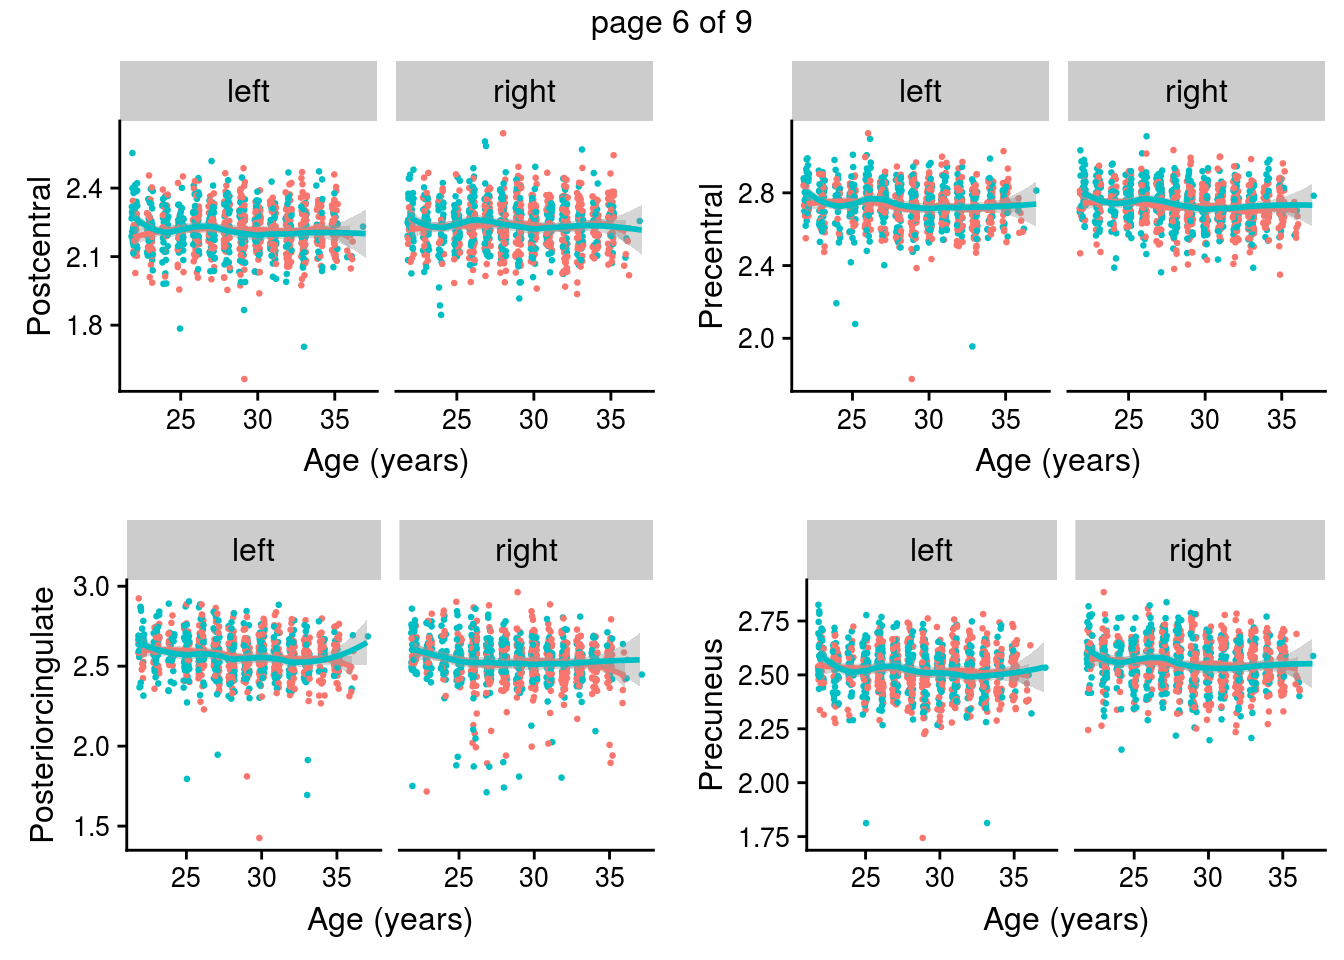 page 6 of 9
left right
Postcentral
2.4
2.1
1.8
25 30 35 25 30 35
Age (years)
left right
Precentral
2.8
2.4
2.0
25 30 35 25 30 35
Age (years)
left right
Posteriorcingulate
3.0
2.5
2.0
1.5
25 30 35 25 30 35
Age (years)
left right
Precuneus
2.75
2.50
2.25
2.00
1.75
25 30 35 25 30 35
Age (years)